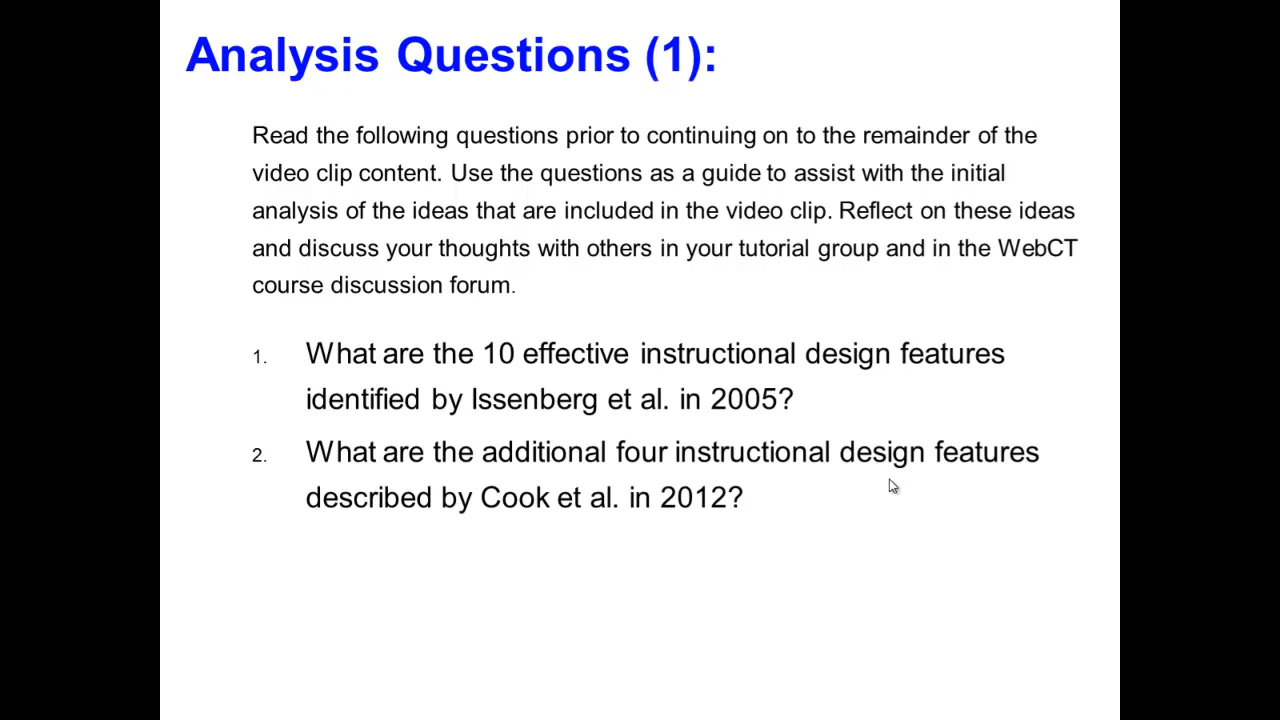 Analysis Questions (1):
Read the following questions prior to continuing on to the remainder of the
video clip content. Use the questions as a guide to assist with the initial
analysis of the ideas that are included in the video clip. Reflect on these ideas
and discuss your thoughts with others in your tutorial group and in the WebCT
course discussion forum.
1. What are the 10 effective instructional design features
identified by Issenberg et al. in 2005?
2. What are the additional four instructional design features
described by Cook et al. in 2012?